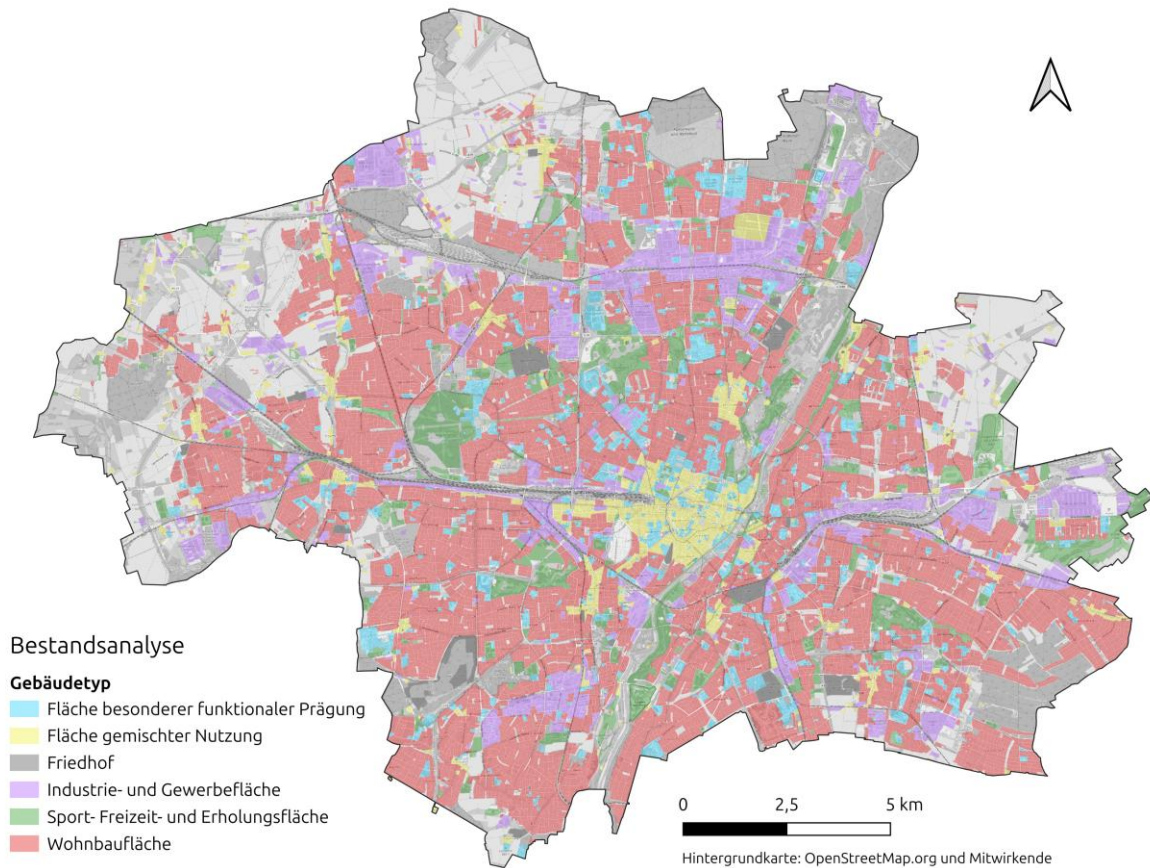 Bestandsanalyse
Gebäudetyp
Fläche besonderer funktionaler Prägung
Fläche gemischter Nutzung
Friedhof
Industrie- und Gewerbefläche
Sport- Freizeit- und Erholungsfläche
Wohnbaufläche
0 2,5 5 km
Hintergrundkarte: OpenStreetMap.org und Mitwirkende